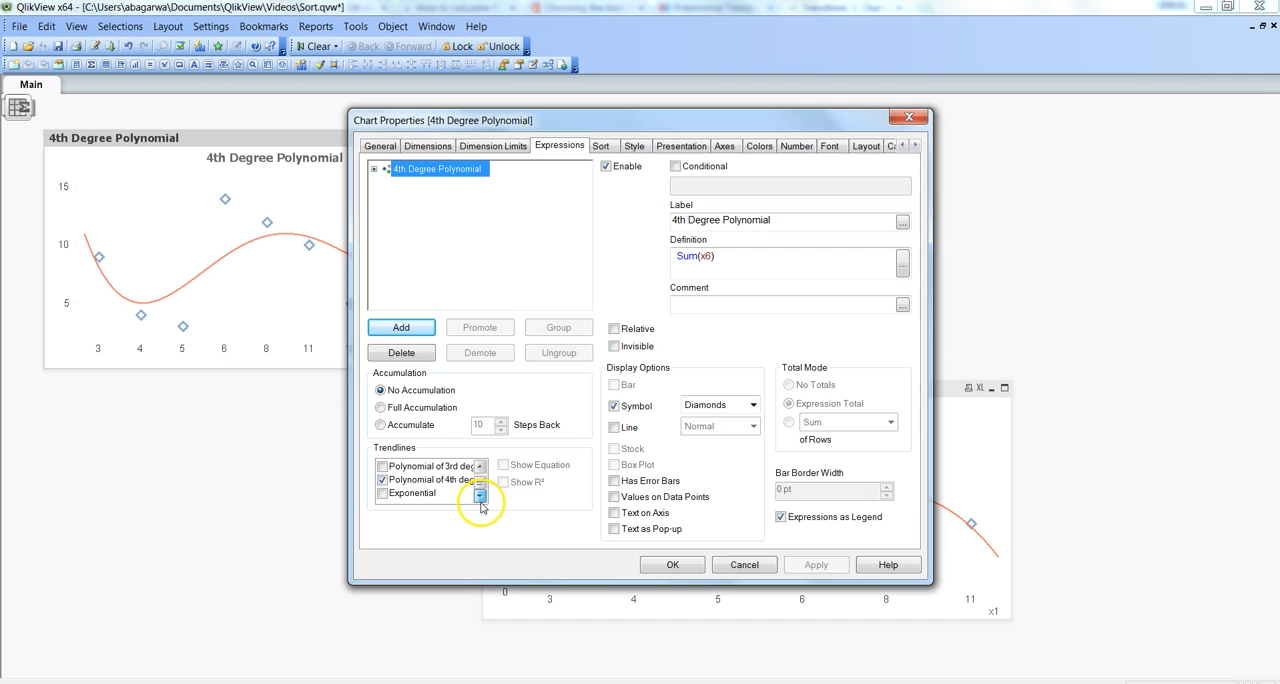 QlikView x64 - [C:\Users\abagarwa\Documents\QlikView\Videos\Sort.qvw*]
File Edit View Selections Layout Settings Bookmarks Reports Tools Object Window Help
Clear Back Forward Lock Unlock
Main
4th Degree Polynomial
4th Degree Polynomial
15
10
5
3 4 5 6 8 11
Chart Properties [4th Degree Polynomial]
General Dimensions Dimension Limits Expressions Sort Style Presentation Axes Colors Number Font Layout Ca
4th Degree Polynomial
Enable
Conditional
Label
4th Degree Polynomial
Definition
Sum(x6)
Comment
Add Promote Group
Delete Demote Ungroup
Relative
Invisible
Accumulation
No Accumulation
Full Accumulation
Accumulate 10 Steps Back
Trendlines
Polynomial of 3rd deg
Polynomial of 4th deg
Exponential
Show Equation
Show R²
Display Options
Bar
Symbol Diamonds
Line Normal
Stock
Box Plot
Has Error Bars
Values on Data Points
Text on Axis
Text as Pop-up
Total Mode
No Totals
Expression Total
Sum
of Rows
Bar Border Width
0 pt
Expressions as Legend
OK Cancel Apply Help
XL
0
3 4 5 6 8 11
x1